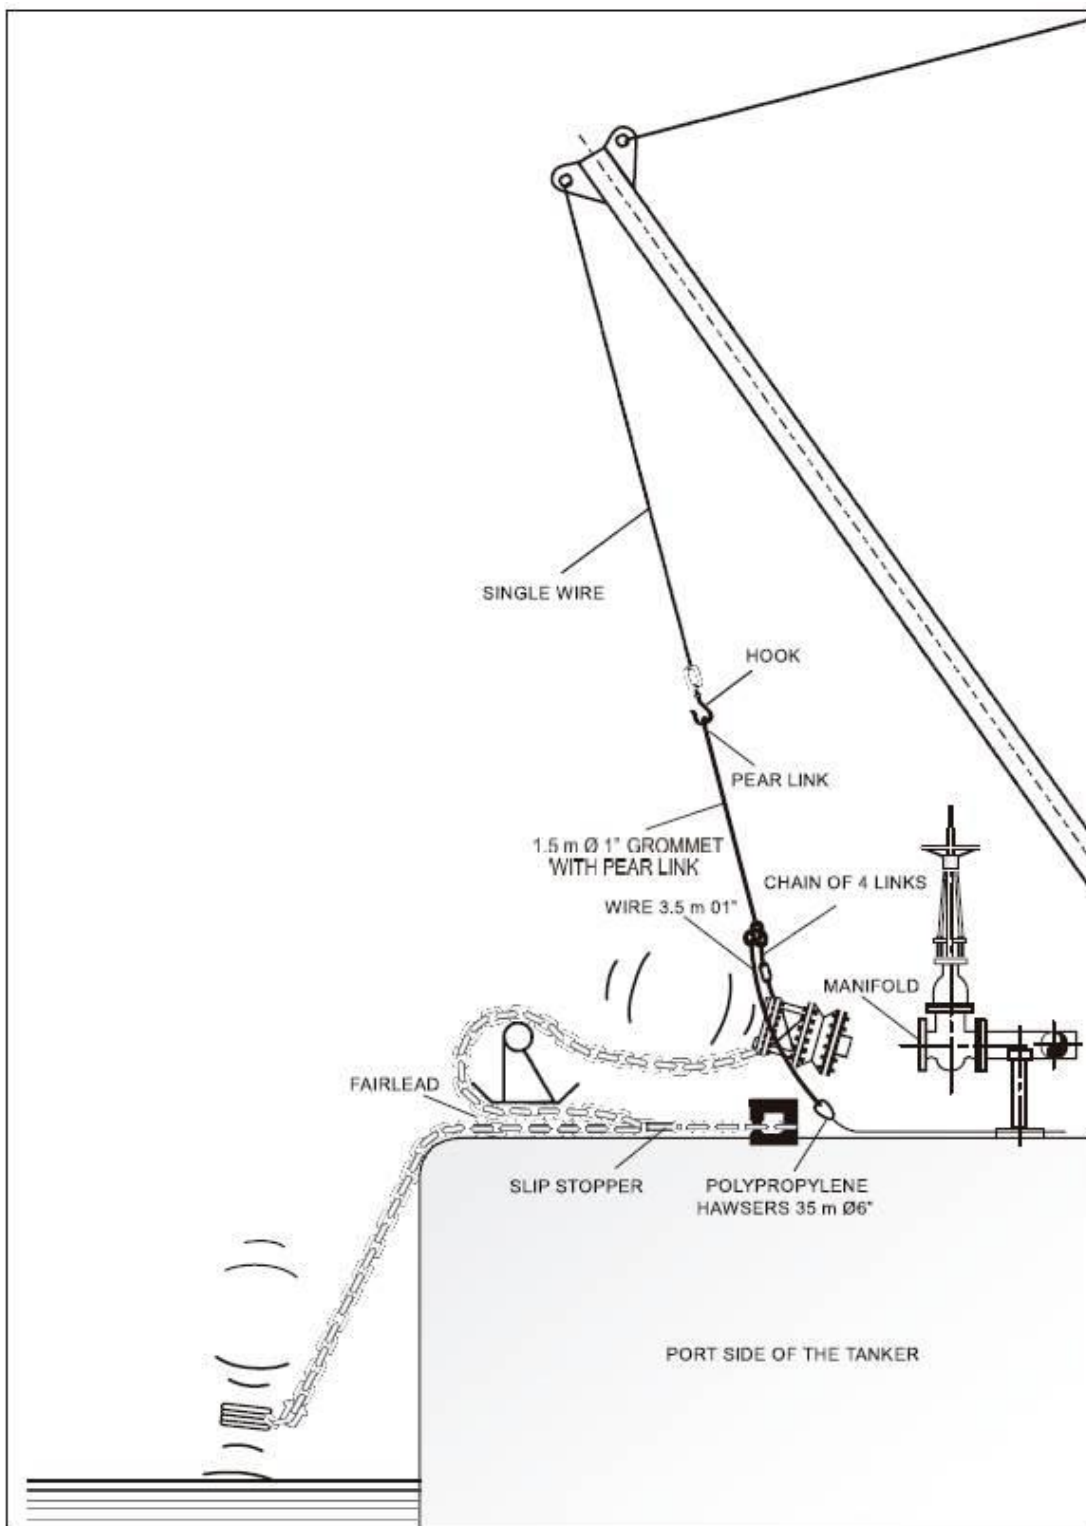 SINGLE WIRE
HOOK
PEAR LINK
1.5 m Ø 1" GROMMET
'WITH PEAR LINK
CHAIN OF 4 LINKS
WIRE 3.5 m 01"
MANIFOLD
FAIRLEAD
SLIP STOPPER
POLYPROPYLENE
HAWSERS 35 m Ø6"
PORT SIDE OF THE TANKER